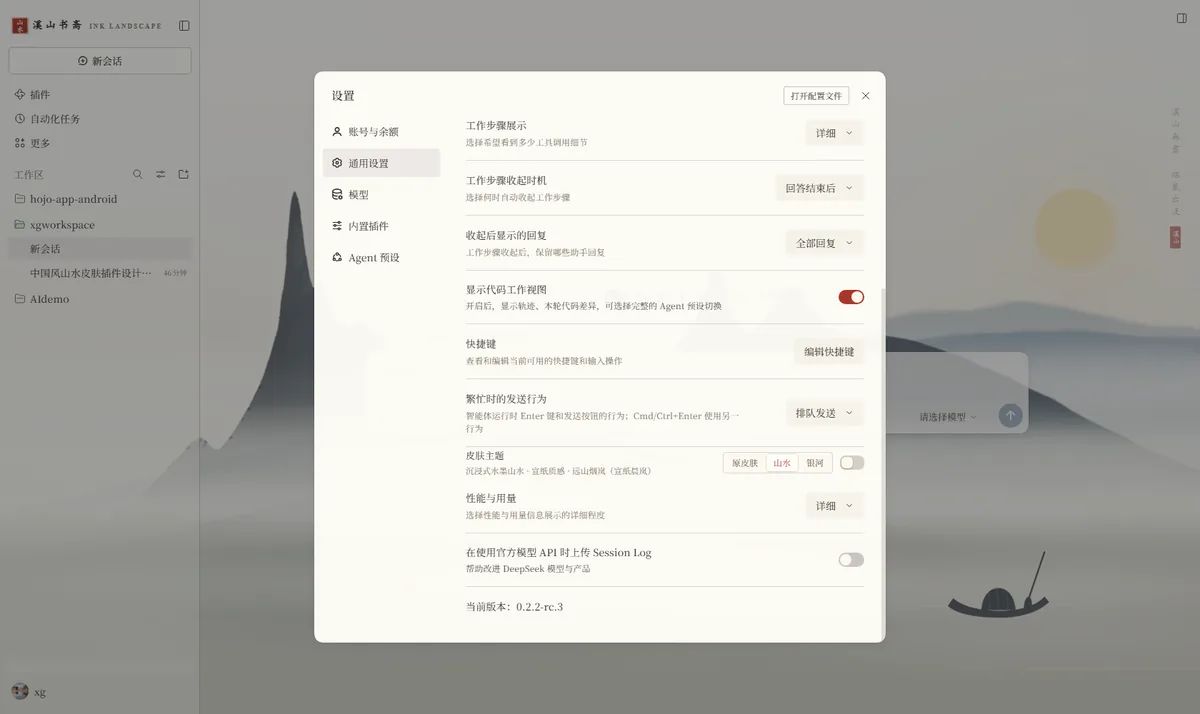 山水
溪山书斋 INK LANDSCAPE
新会话
插件
自动化任务
更多
工作区
hojo-app-android
xgworkspace
新会话
中国风山水皮肤插件设计… 46分钟
AIdemo
xg
设置
打开配置文件
账号与余额
通用设置
模型
内置插件
Agent 预设
工作步骤展示
选择希望看到多少工具调用细节
详细
工作步骤收起时机
选择何时自动收起工作步骤
回答结束后
收起后显示的回复
工作步骤收起后，保留哪些助手回复
全部回复
显示代码工作视图
开启后，显示轨迹、本轮代码差异，可选择完整的 Agent 预设切换
快捷键
查看和编辑当前可用的快捷键和输入操作
编辑快捷键
繁忙时的发送行为
智能体运行时 Enter 键和发送按钮的行为；Cmd/Ctrl+Enter 使用另一
行为
排队发送
皮肤主题
沉浸式水墨山水 · 宣纸质感 · 远山烟岚（宣纸晨岚）
原皮肤 山水 银河
性能与用量
选择性能与用量信息展示的详细程度
详细
在使用官方模型 API 时上传 Session Log
帮助改进 DeepSeek 模型与产品
当前版本：0.2.2-rc.3
请选择模型